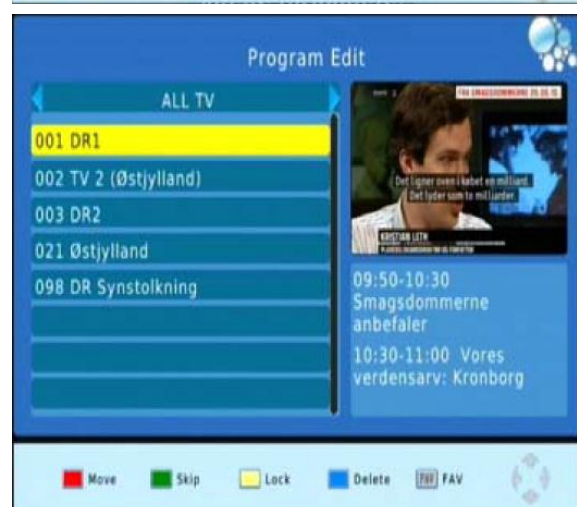 Program Edit
ALL TV
001 DR1
002 TV 2 (Østjylland)
003 DR2
021 Østjylland
098 DR Synstolkning
FRA SMAGSDOMMERNE
Det ligner oven i købet en milliard.
Det lyder som to milliarder.
KRISTIAN LETH
09:50-10:30
Smagsdommerne
anbefaler
10:30-11:00 Vores
verdensarv: Kronborg
Move Skip Lock Delete FAV